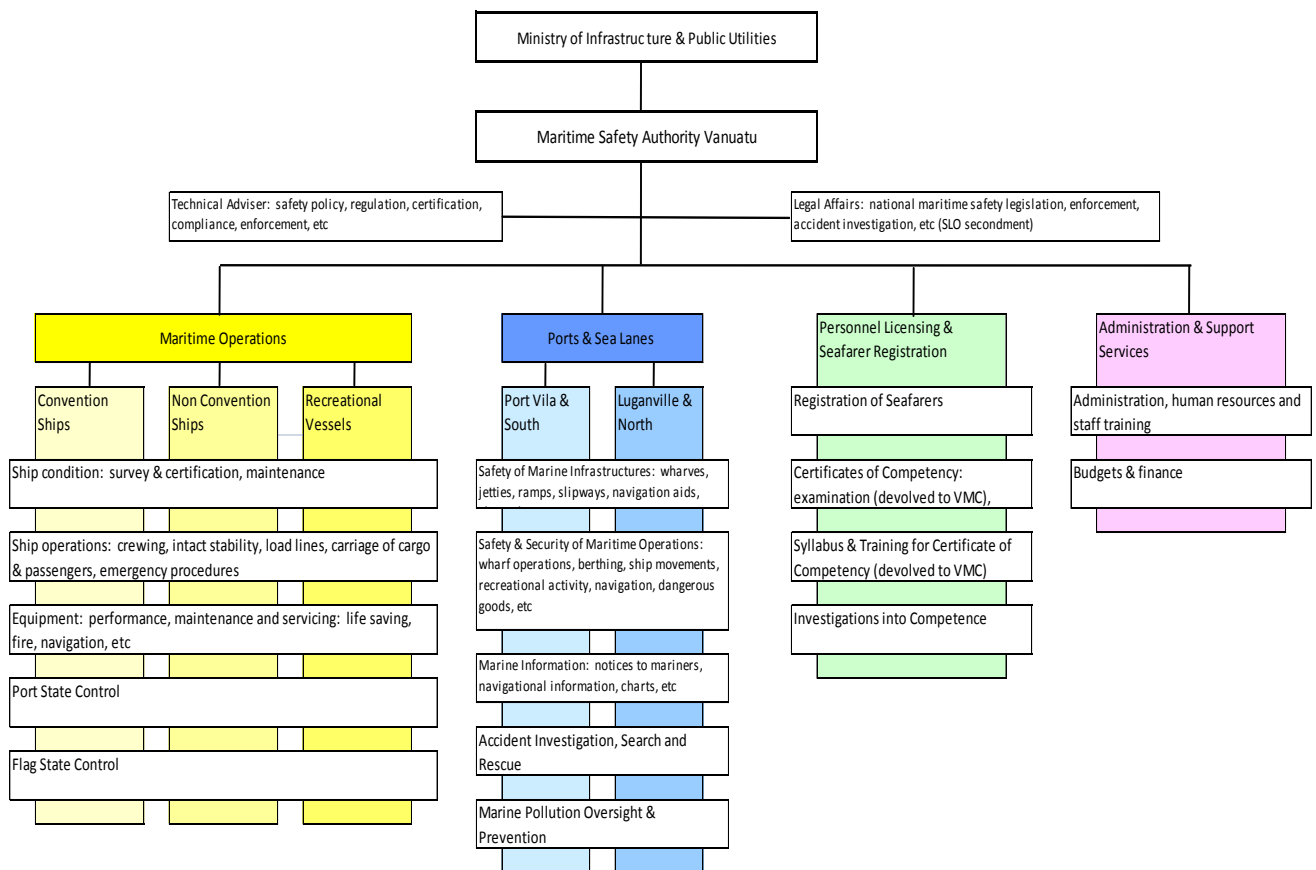 Ministry of Infrastructure & Public Utilities
Maritime Safety Authority Vanuatu
Technical Adviser: safety policy, regulation, certification,
compliance, enforcement, etc
Legal Affairs: national maritime safety legislation, enforcement,
accident investigation, etc (SLO secondment)
Maritime Operations
Convention
Ships
Non Convention
Ships
Recreational
Vessels
Ship condition: survey & certification, maintenance
Ship operations: crewing, intact stability, load lines, carriage of cargo
& passengers, emergency procedures
Equipment: performance, maintenance and servicing: life saving,
fire, navigation, etc
Port State Control
Flag State Control
Ports & Sea Lanes
Port Vila &
South
Luganville &
North
Safety of Marine Infrastructures: wharves,
jetties, ramps, slipways, navigation aids,
Safety & Security of Maritime Operations:
wharf operations, berthing, ship movements,
recreational activity, navigation, dangerous
goods, etc
Marine Information: notices to mariners,
navigational information, charts, etc
Accident Investigation, Search and
Rescue
Marine Pollution Oversight &
Prevention
Personnel Licensing &
Seafarer Registration
Registration of Seafarers
Certificates of Competency:
examination (devolved to VMC),
Syllabus & Training for Certificate of
Competency (devolved to VMC)
Investigations into Competence
Administration & Support
Services
Administration, human resources and
staff training
Budgets & finance